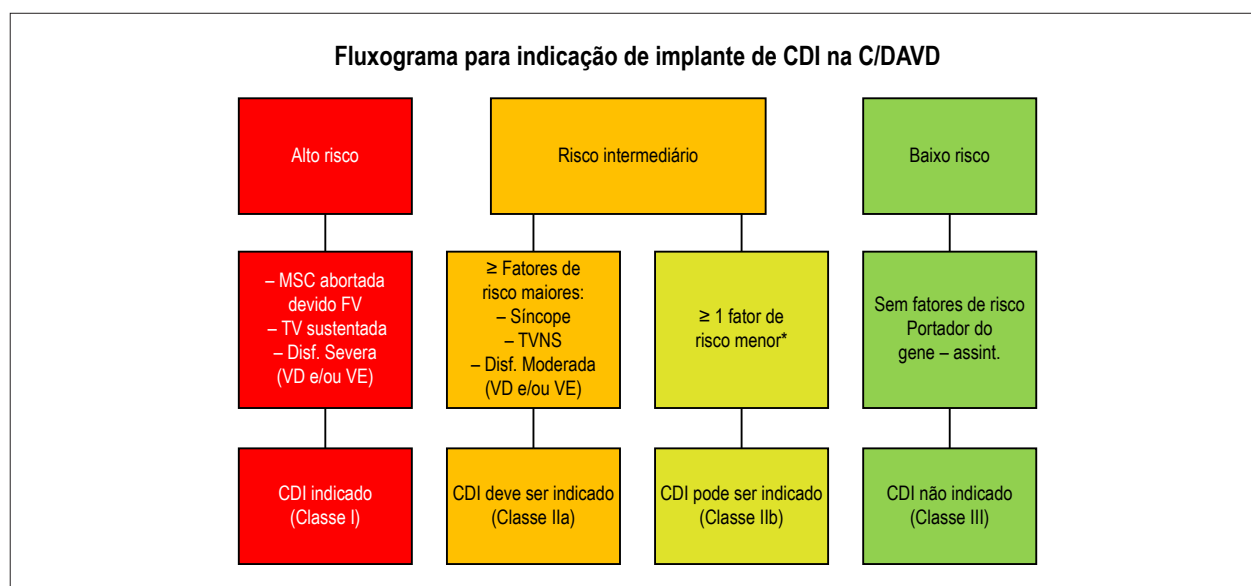 Fluxograma para indicação de implante de CDI na C/DAVD
Alto risco
Risco intermediário
Baixo risco
– MSC abortada
devido FV
– TV sustentada
– Disf. Severa
(VD e/ou VE)
≥ Fatores de
risco maiores:
– Síncope
– TVNS
– Disf. Moderada
(VD e/ou VE)
≥ 1 fator de
risco menor*
Sem fatores de risco
Portador do
gene – assint.
CDI indicado
(Classe I)
CDI deve ser indicado
(Classe IIa)
CDI pode ser indicado
(Classe IIb)
CDI não indicado
(Classe III)